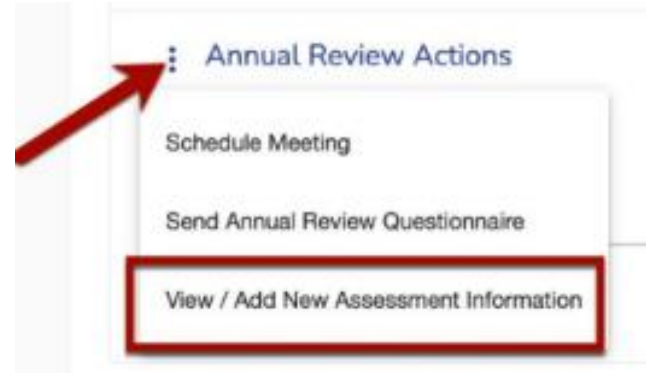 Annual Review Actions
Schedule Meeting
Send Annual Review Questionnaire
View / Add New Assessment Information